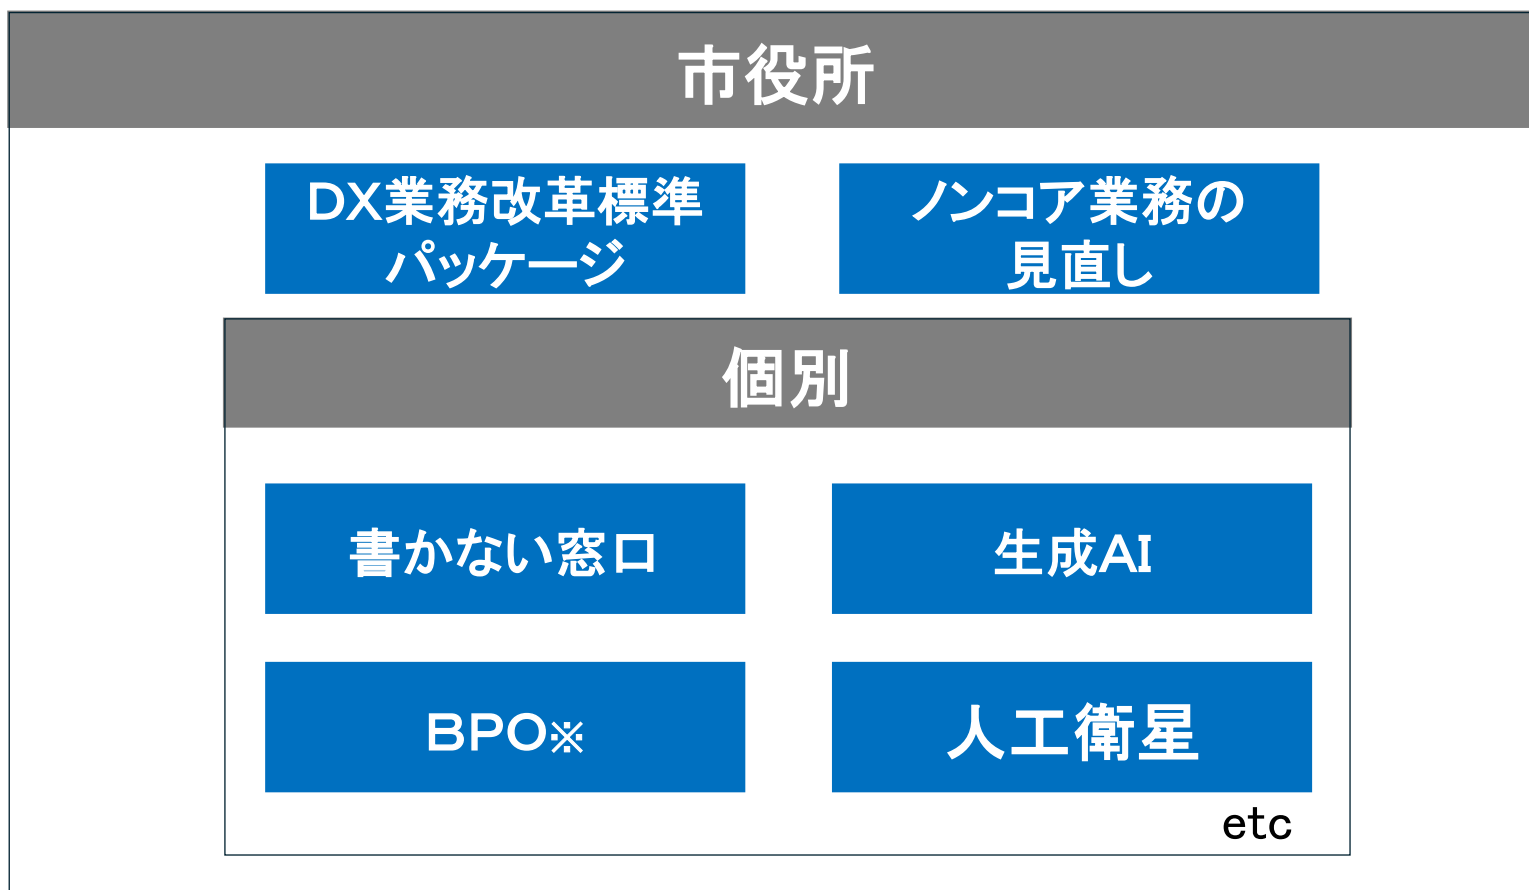 市役所
DX業務改革標準
パッケージ
ノンコア業務の
見直し
個別
書かない窓口
生成AI
BPO※
人工衛星
etc